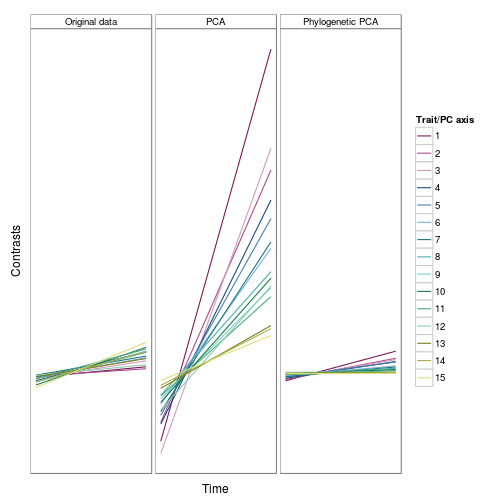 Original data
PCA
Phylogenetic PCA
Contrasts
Time
Trait/PC axis
1
2
3
4
5
6
7
8
9
10
11
12
13
14
15